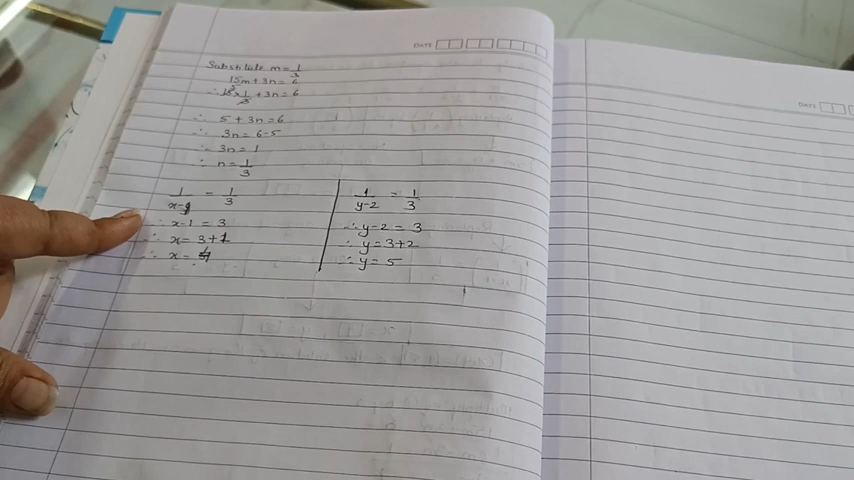 DATE
Substitute m = 1/3
15m + 3n = 6
∴ 15 × 1/3 + 3n = 6
∴ 5 + 3n = 6
∴ 3n = 6-5
∴ 3n = 1
∴ n = 1/3
1/(x-1) = 1/3
∴ x-1 = 3
∴ x = 3+1
∴ x = 4
1/(y-2) = 1/3
∴ y-2 = 3
∴ y = 3+2
∴ y = 5
DATE